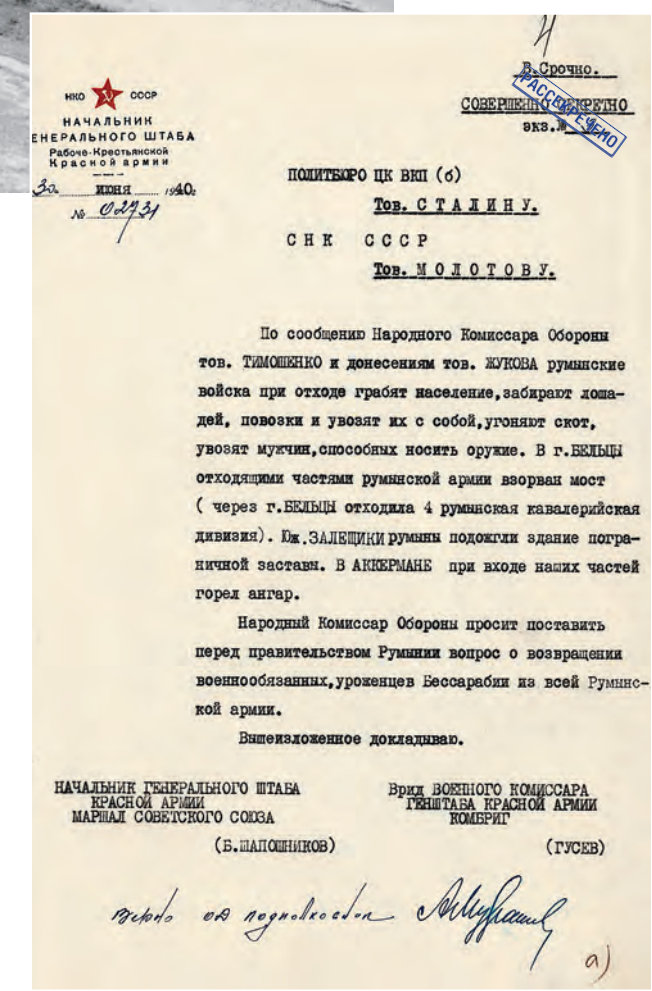 4
В.Срочно.
СОВЕРШЕННО СЕКРЕТНО
РАССЕКРЕЧЕНО
экз.№
НКО СССР
НАЧАЛЬНИК
ЕНЕРАЛЬНОГО ШТАБА
Рабоче-Крестьянской
Красной армии
30. июня 1940г.
№ 02731
ПОЛИТБЮРО ЦК ВКП (б)
Тов. СТАЛИНУ.
СНК СССР
Тов. МОЛОТОВУ.
По сообщению Народного Комиссара Обороны
тов. ТИМОШЕНКО и донесениям тов. ЖУКОВА румынские
войска при отходе грабят население,забирают лоша-
дей, повозки и увозят их с собой,угоняют скот,
увозят мужчин,способных носить оружие. В г.БЕЛЬЦЫ
отходящими частями румынской армии взорван мост
( через г.БЕЛЬЦЫ отходила 4 румынская кавалерийская
дивизия). Юж.ЗАЛЕЩИКИ румыны подожгли здание погра-
ничной заставы. В АККЕРМАНЕ при входе наших частей
горел ангар.
Народный Комиссар Обороны просит поставить
перед правительством Румынии вопрос о возвращении
военнообязанных,уроженцев Бессарабии из всей Румынс-
кой армии.
Вышеизложенное докладываю.
НАЧАЛЬНИК ГЕНЕРАЛЬНОГО ШТАБА
КРАСНОЙ АРМИИ
МАРШАЛ СОВЕТСКОГО СОЮЗА
(Б.ШАПОШНИКОВ)
Врид ВОЕННОГО КОМИССАРА
ГЕНШТАБА КРАСНОЙ АРМИИ
КОМБРИГ
(ГУСЕВ)
а)